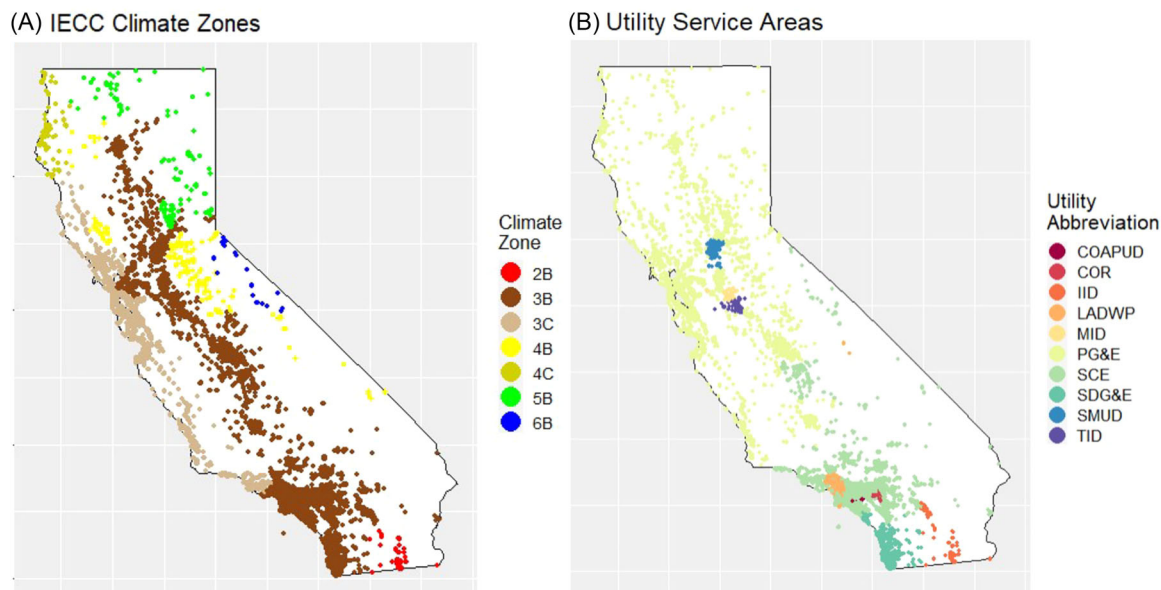 (A) IECC Climate Zones
(B) Utility Service Areas
Climate
Zone
2B
3B
3C
4B
4C
5B
6B
Utility
Abbreviation
COAPUD
COR
IID
LADWP
MID
PG&E
SCE
SDG&E
SMUD
TID